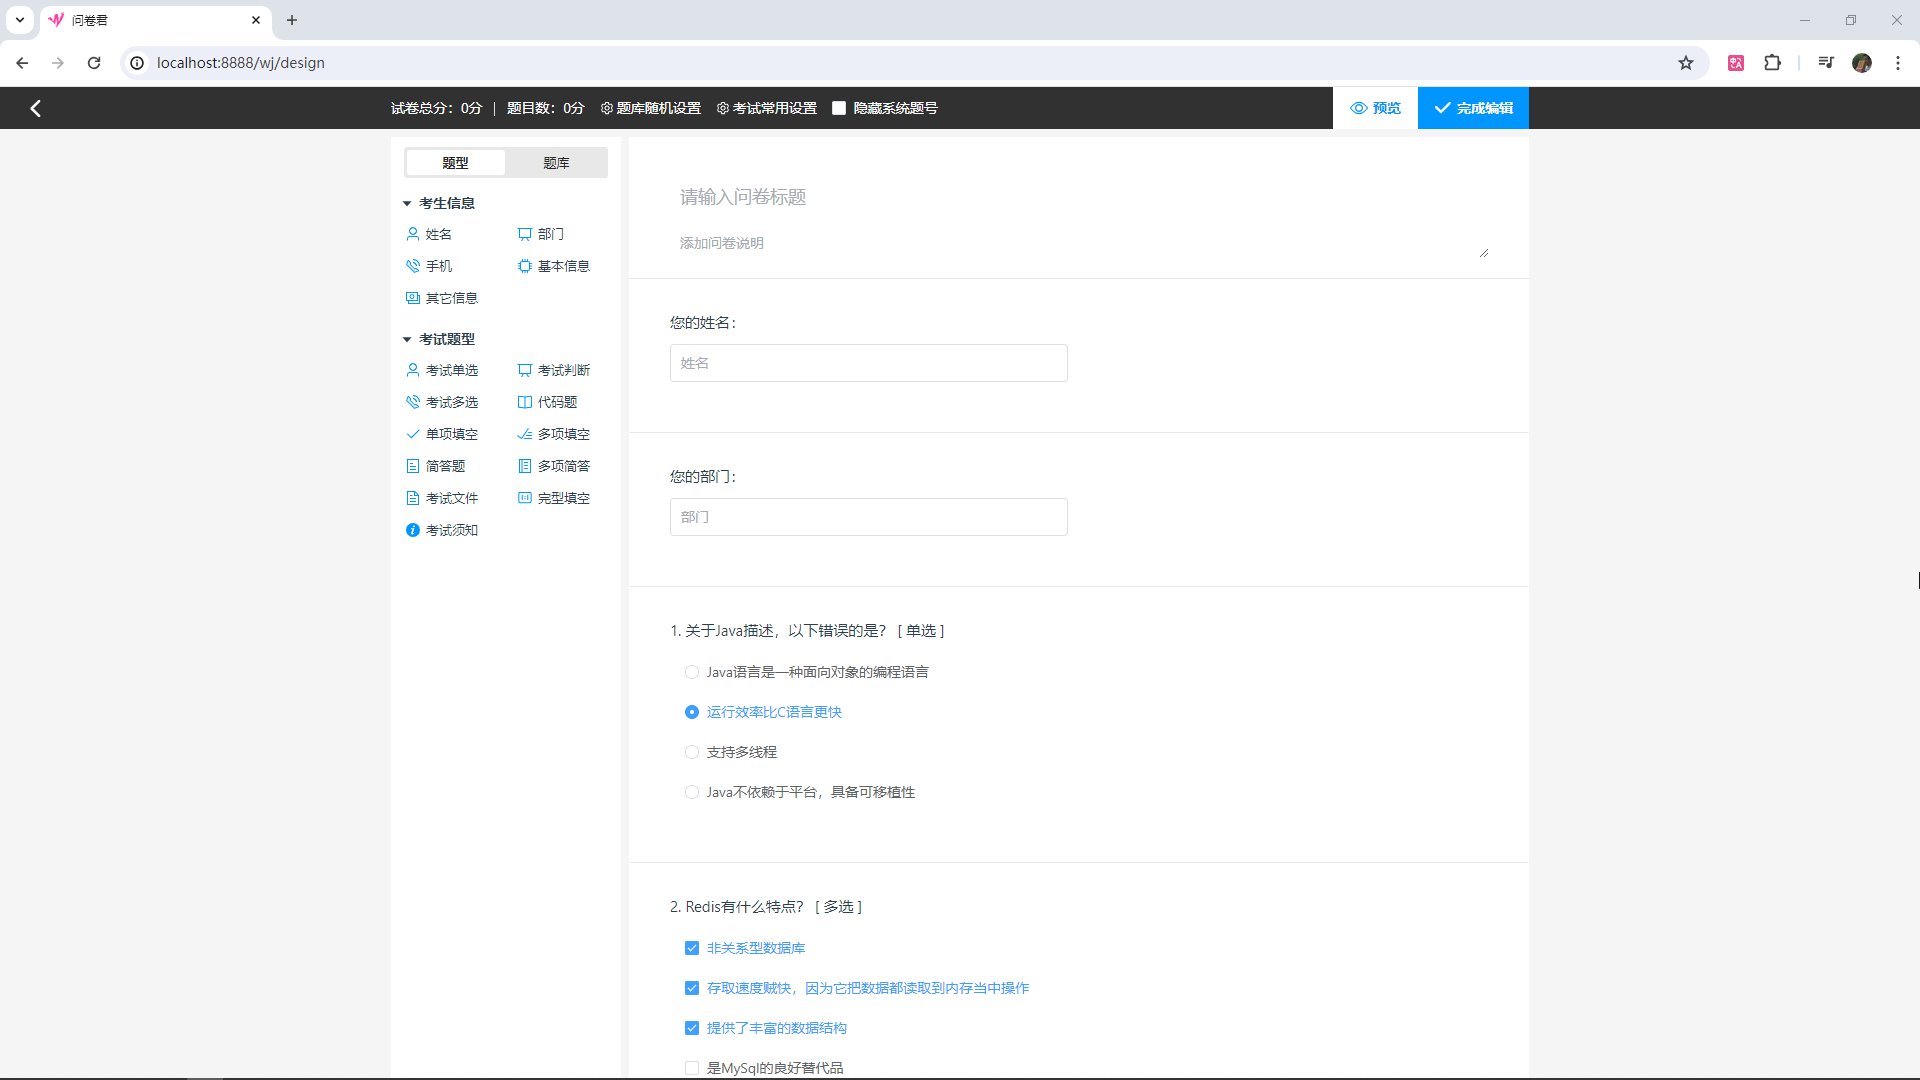 问卷君
localhost:8888/wj/design
试卷总分：0分 | 题目数：0分 题库随机设置 考试常用设置 隐藏系统题号
预览 完成编辑
题型 题库
考生信息
姓名 部门
手机 基本信息
其它信息
考试题型
考试单选 考试判断
考试多选 代码题
单项填空 多项填空
简答题 多项简答
考试文件 完型填空
考试须知
请输入问卷标题
添加问卷说明
您的姓名：
姓名
您的部门：
部门
1. 关于Java描述，以下错误的是？ [ 单选 ]
Java语言是一种面向对象的编程语言
运行效率比C语言更快
支持多线程
Java不依赖于平台，具备可移植性
2. Redis有什么特点？ [ 多选 ]
非关系型数据库
存取速度贼快，因为它把数据都读取到内存当中操作
提供了丰富的数据结构
是MySql的良好替代品